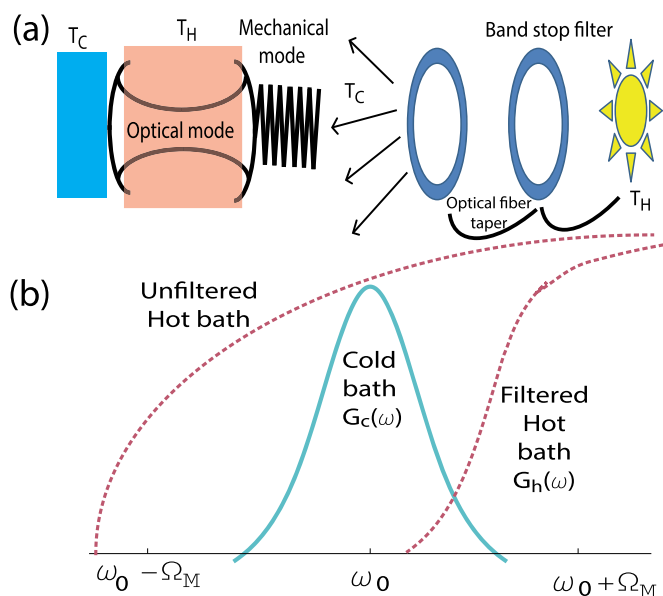 (a)
T_C
T_H
Mechanical
mode
Band stop filter
T_C
Optical mode
Optical fiber
taper
T_H
(b)
Unfiltered
Hot bath
Cold
bath
G_c(ω)
Filtered
Hot
bath
G_h(ω)
ω_0 − Ω_M
ω_0
ω_0 + Ω_M